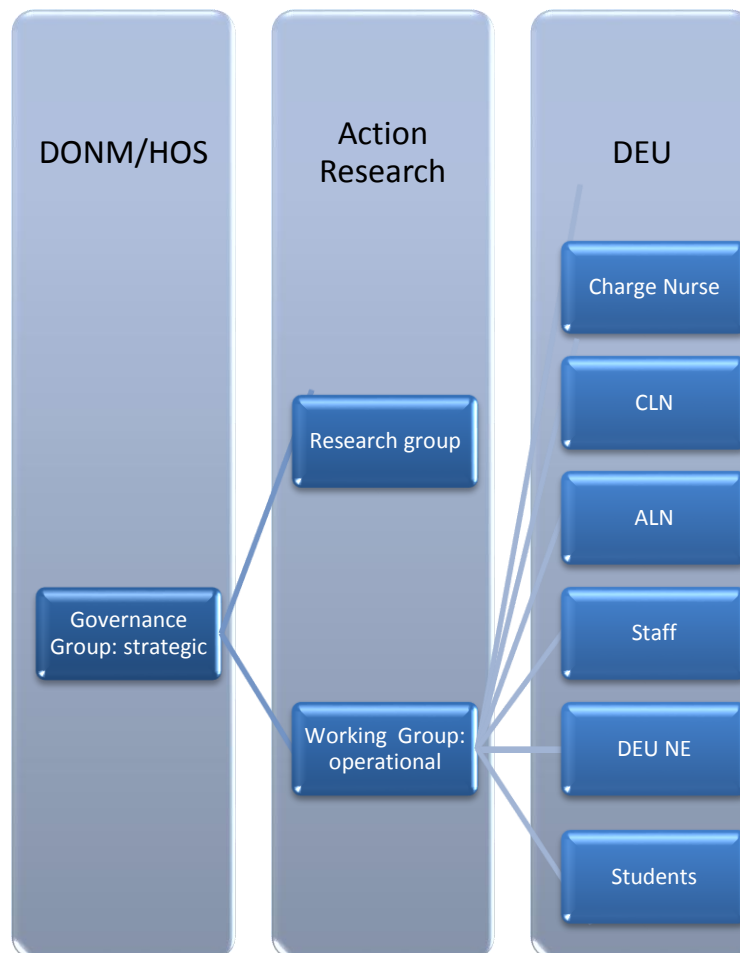 DONM/HOS
Action
Research
DEU
Charge Nurse
CLN
Research group
ALN
Governance
Group: strategic
Staff
Working Group:
operational
DEU NE
Students